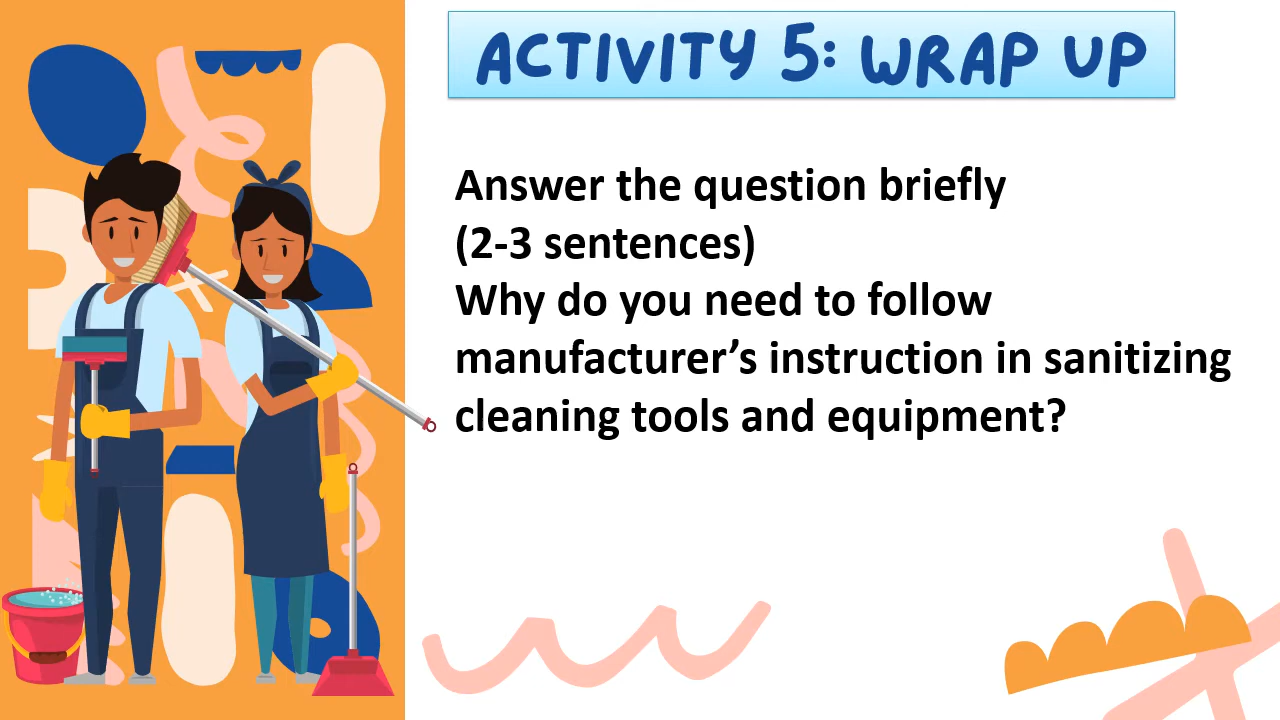 ACTIVITY 5: WRAP UP
Answer the question briefly
(2-3 sentences)
Why do you need to follow
manufacturer’s instruction in sanitizing
cleaning tools and equipment?